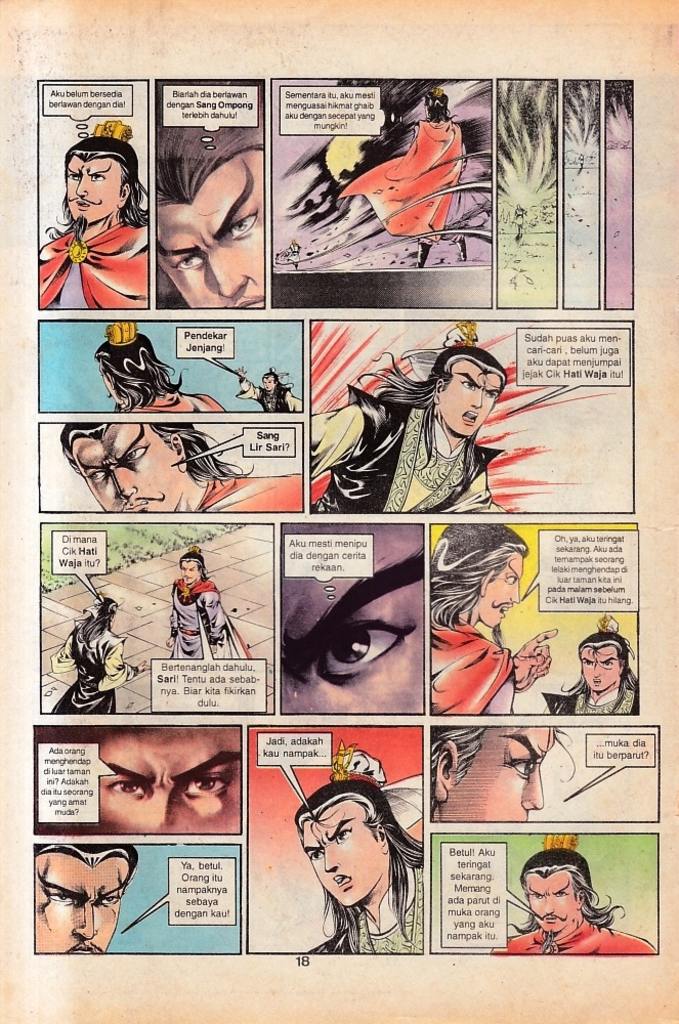 Aku belum bersedia
berlawan dengan dia!
Biarlah dia berlawan
dengan Sang Ompong
terlebih dahulu!
Sementara itu, aku mesti
menguasai hikmat ghaib
aku dengan secepat yang
mungkin!
Pendekar
Jenjang!
Sang
Lir Sari?
Sudah puas aku men-
cari-cari , belum juga
aku dapat menjumpai
jejak Cik Hati Waja itu!
Di mana
Cik Hati
Waja itu?
Bertenanglah dahulu,
Sari! Tentu ada sebab-
nya. Biar kita fikirkan
dulu.
Aku mesti menipu
dia dengan cerita
rekaan.
Oh, ya, aku teringat
sekarang. Aku ada
ternampak seorang
lelaki menghendap di
luar taman kita ini
pada malam sebelum
Cik Hati Waja itu hilang.
Ada orang
menghendap
di luar taman
ini? Adakah
dia itu seorang
yang amat
muda?
Ya, betul.
Orang itu
nampaknya
sebaya
dengan kau!
Jadi, adakah
kau nampak...
...muka dia
itu berparut?
Betul! Aku
teringat
sekarang.
Memang
ada parut di
muka orang
yang aku
nampak itu.
18